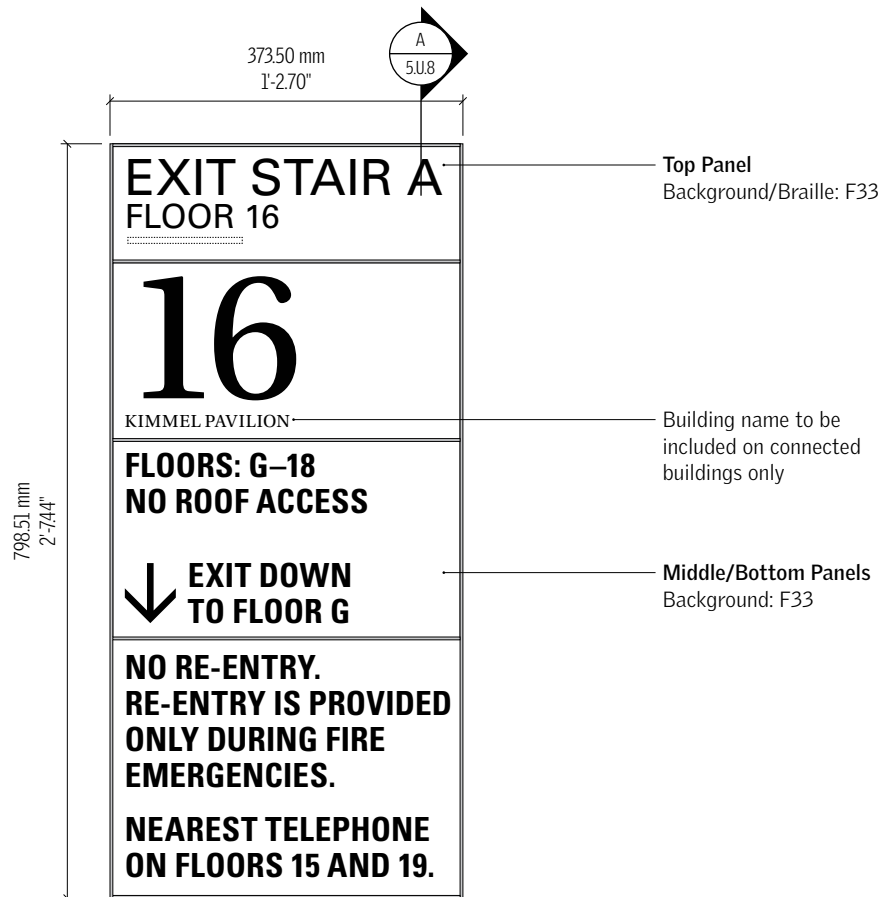 373.50 mm
1'-2.70"
A
5.U.8
EXIT STAIR A
FLOOR 16
Top Panel
Background/Braille: F33
16
KIMMEL PAVILION
Building name to be
included on connected
buildings only
798.51 mm
2'-7.44"
FLOORS: G–18
NO ROOF ACCESS
EXIT DOWN
TO FLOOR G
Middle/Bottom Panels
Background: F33
NO RE-ENTRY.
RE-ENTRY IS PROVIDED
ONLY DURING FIRE
EMERGENCIES.
NEAREST TELEPHONE
ON FLOORS 15 AND 19.